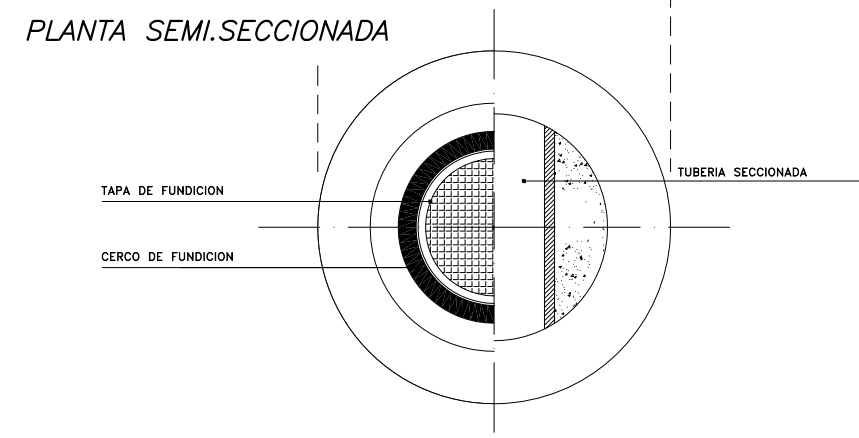 PLANTA SEMI.SECCIONADA
TUBERIA SECCIONADA
TAPA DE FUNDICION
CERCO DE FUNDICION